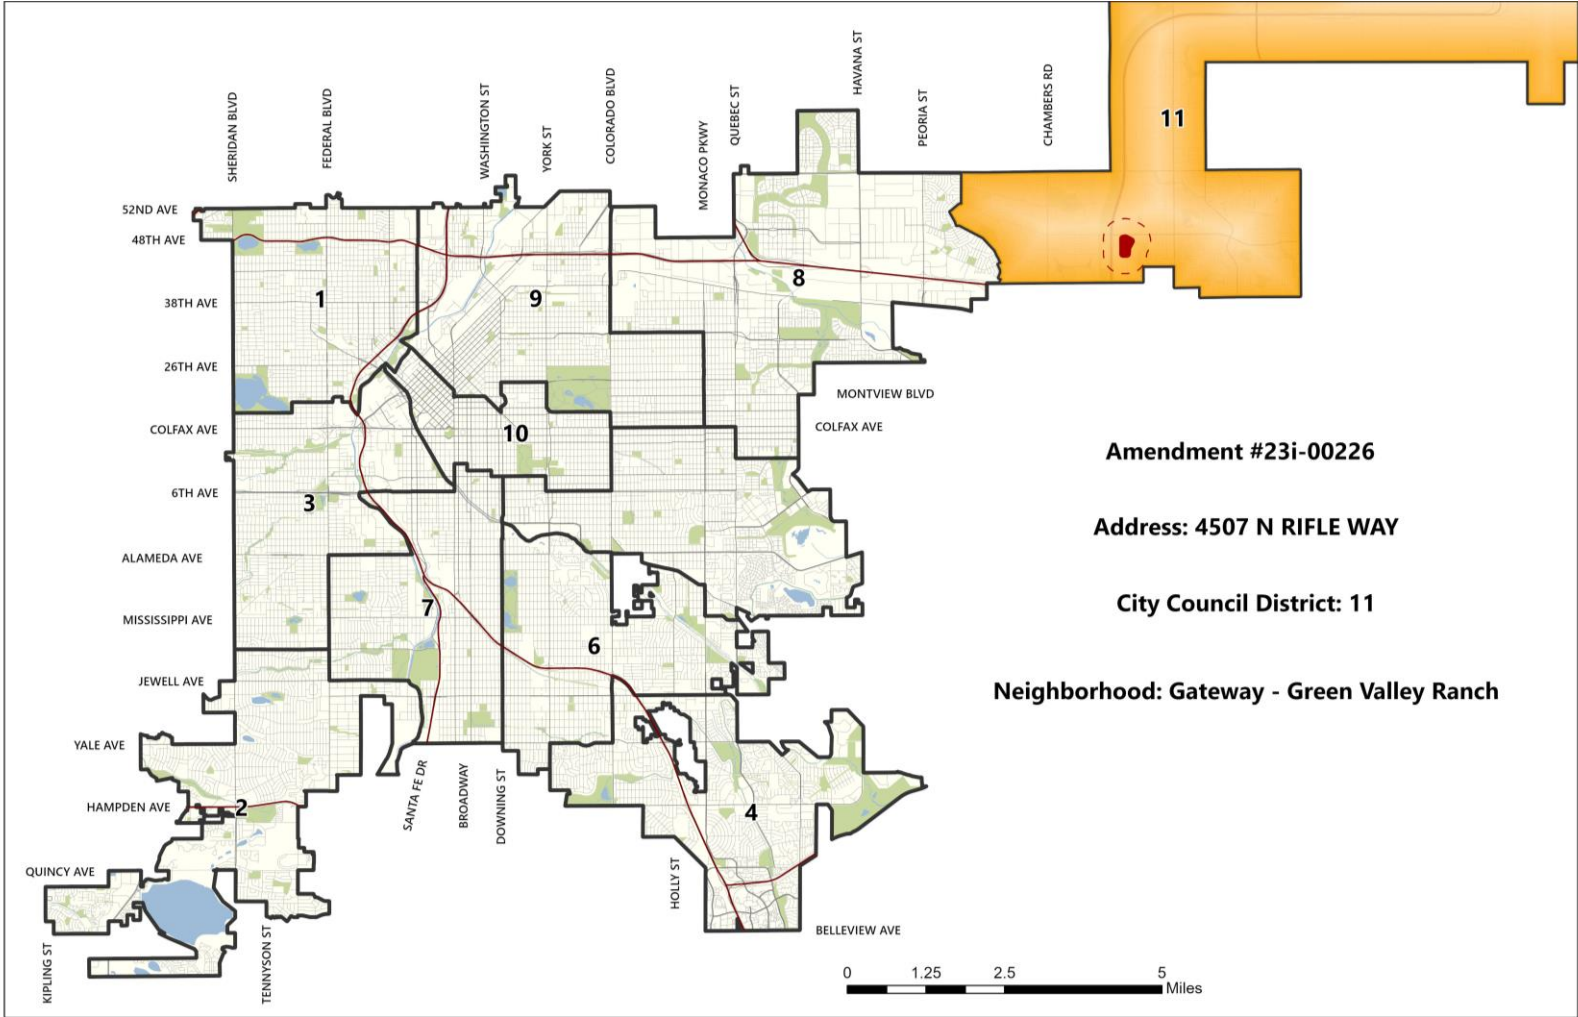 SHERIDAN BLVD
FEDERAL BLVD
WASHINGTON ST
YORK ST
COLORADO BLVD
MONACO PKWY
QUEBEC ST
HAVANA ST
PEORIA ST
CHAMBERS RD
11
52ND AVE
48TH AVE
38TH AVE
26TH AVE
COLFAX AVE
6TH AVE
ALAMEDA AVE
MISSISSIPPI AVE
JEWELL AVE
YALE AVE
HAMPDEN AVE
QUINCY AVE
1
9
8
10
3
7
6
2
4
MONTVIEW BLVD
COLFAX AVE
Amendment #23i-00226
Address: 4507 N RIFLE WAY
City Council District: 11
Neighborhood: Gateway - Green Valley Ranch
SANTA FE DR
BROADWAY
DOWNING ST
HOLLY ST
BELLEVIEW AVE
KIPLING ST
TENNYSON ST
0 1.25 2.5 5
Miles